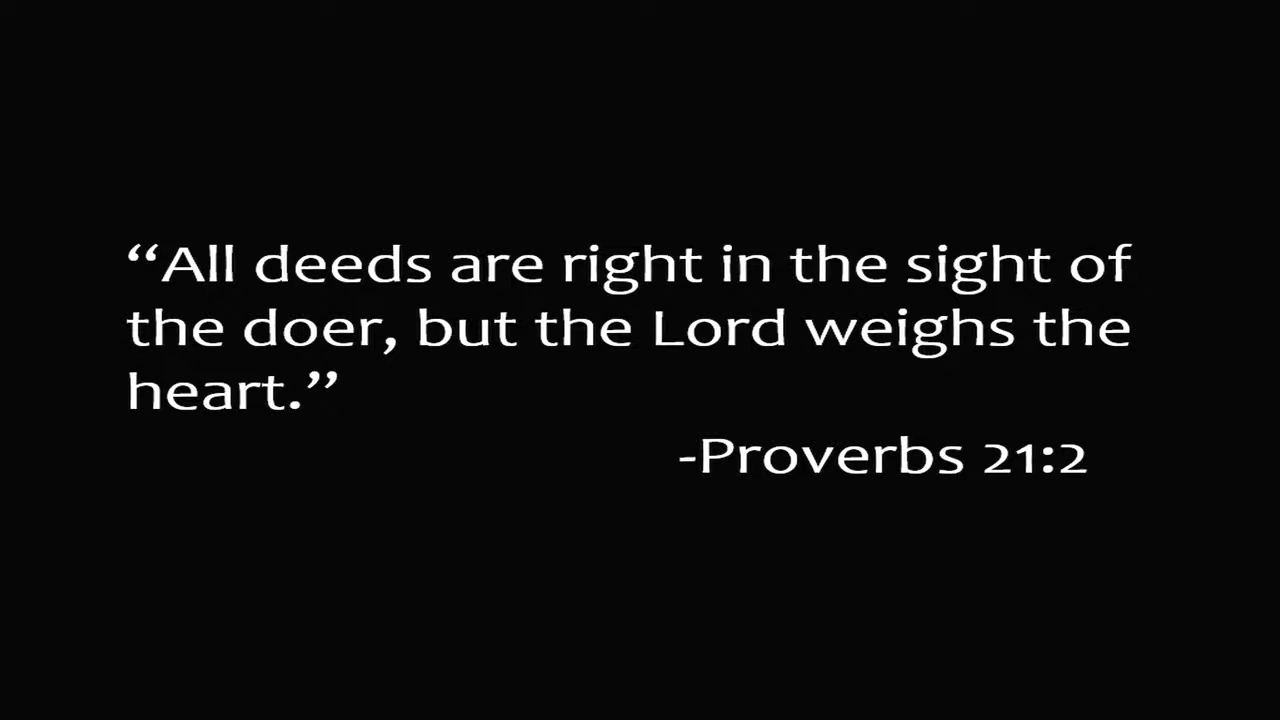 “All deeds are right in the sight of
the doer, but the Lord weighs the
heart.”
-Proverbs 21:2